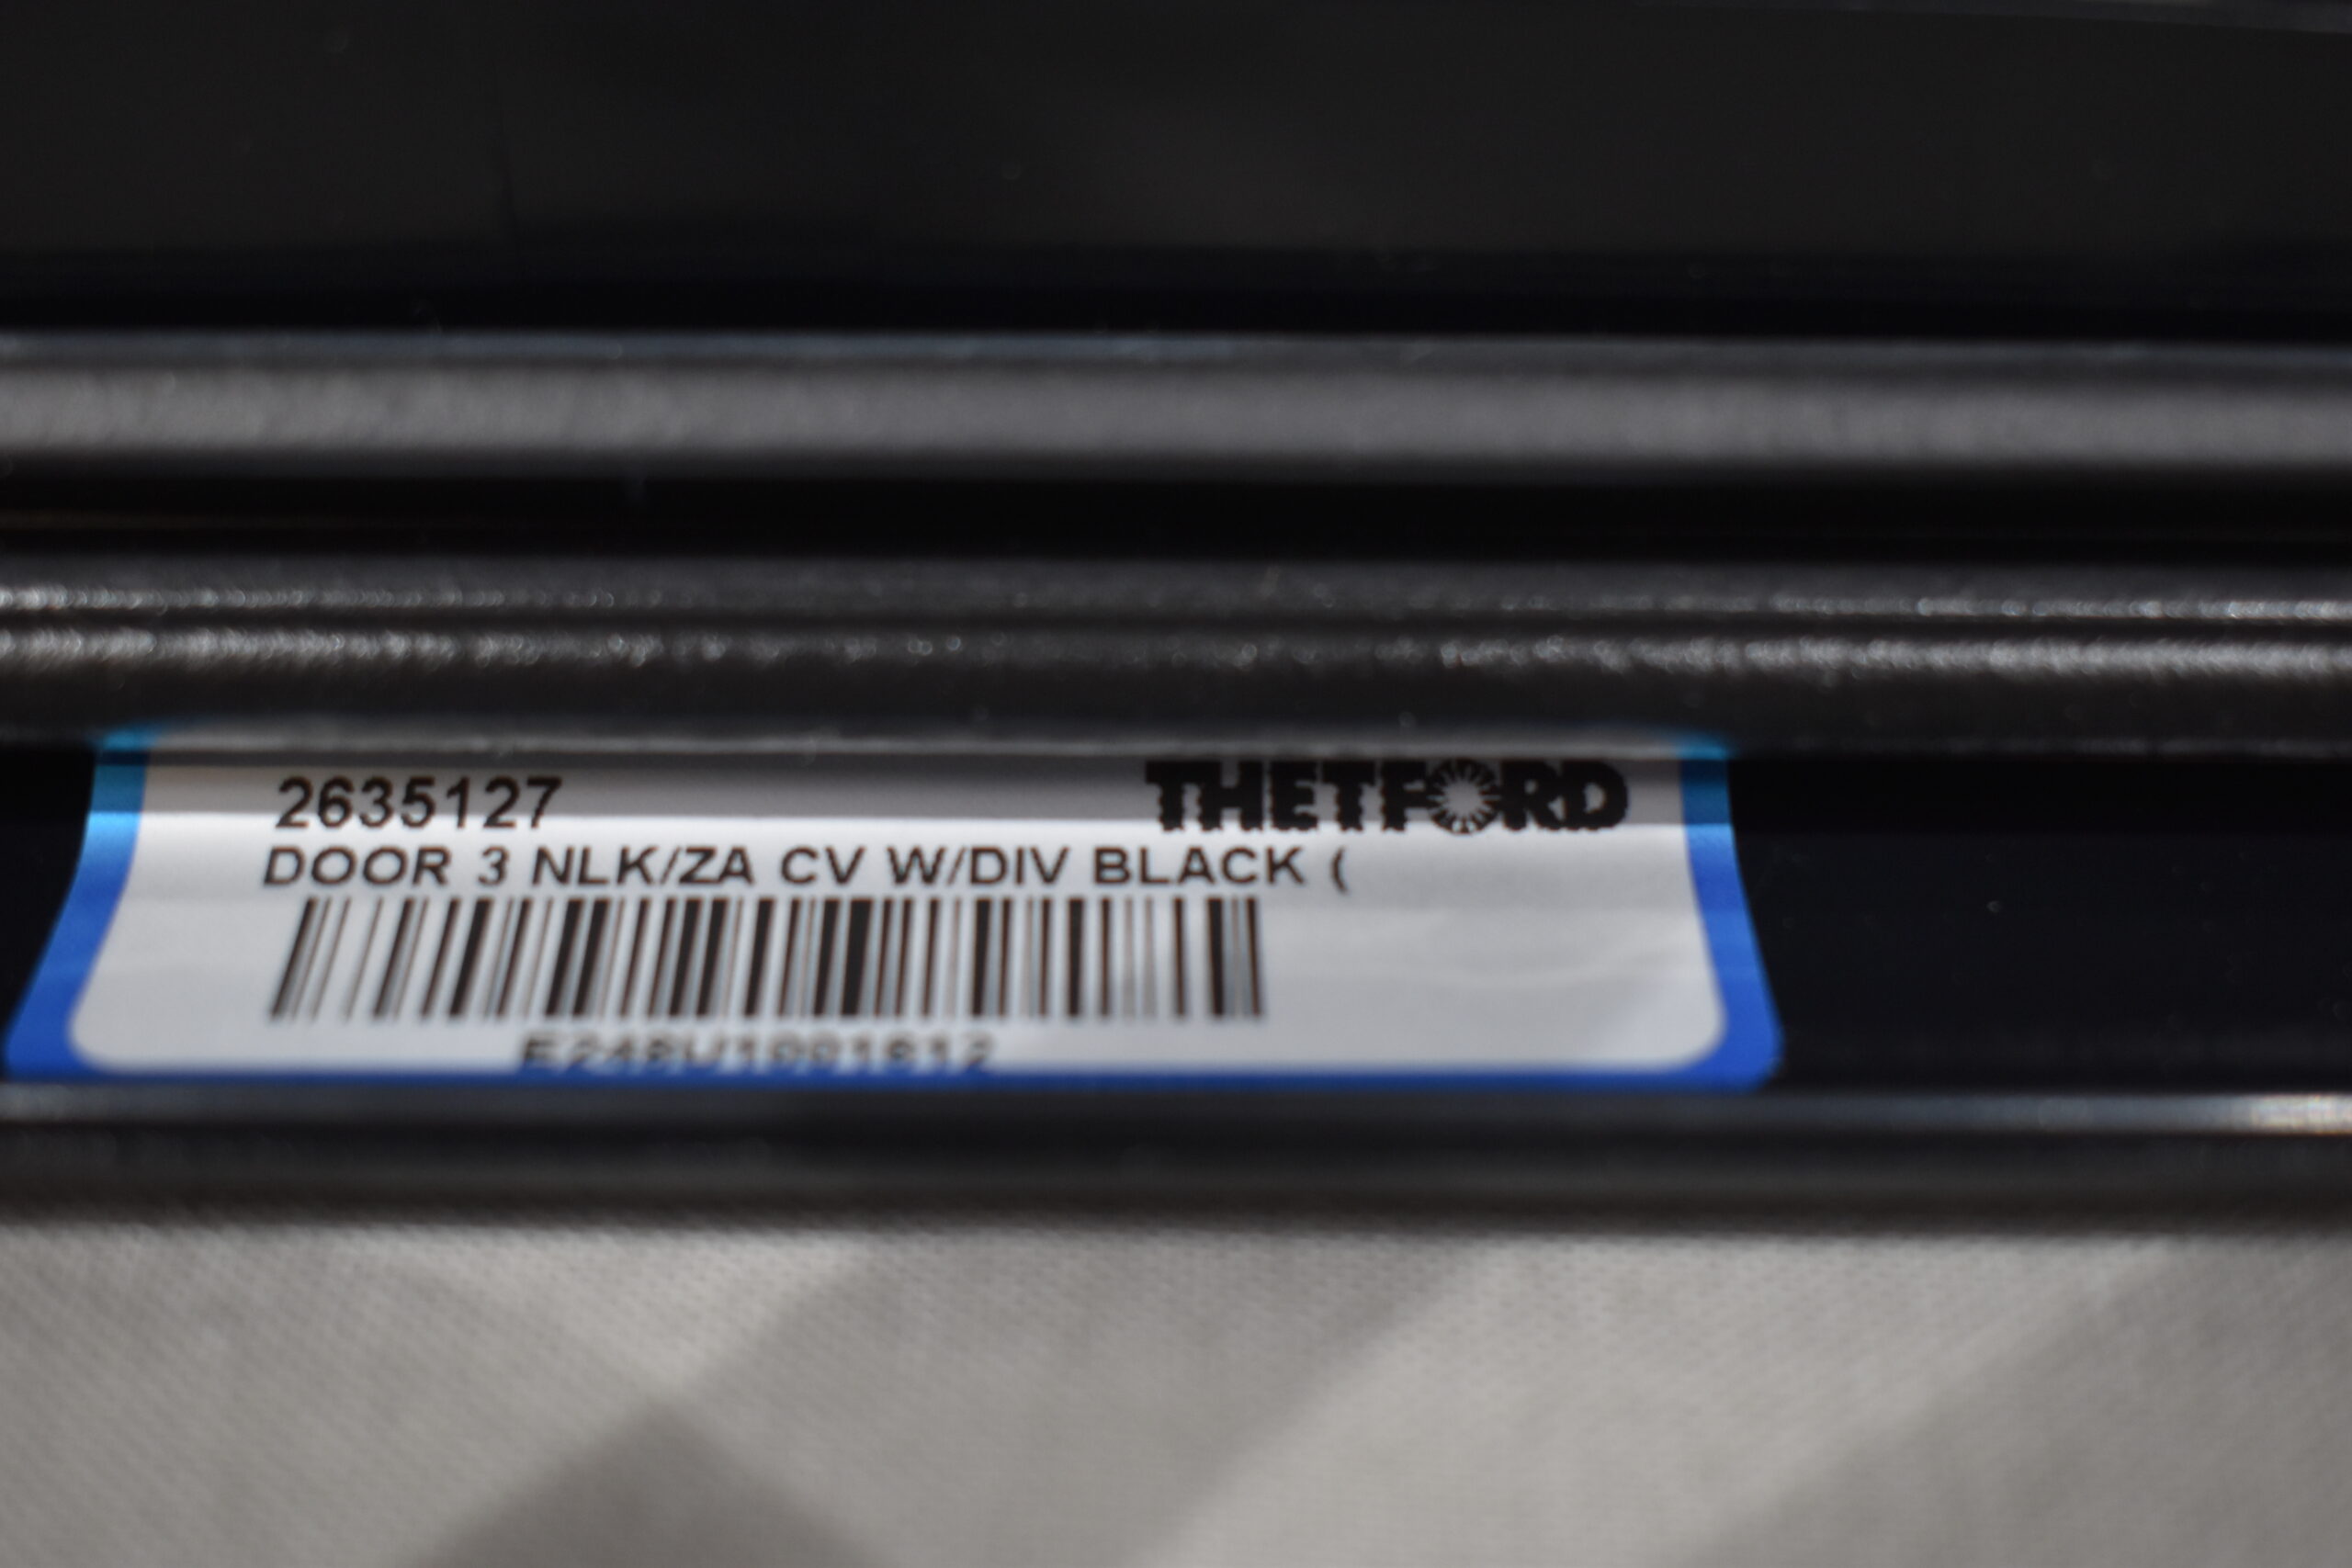 2635127 THETFORD
DOOR 3 NLK/ZA CV W/DIV BLACK (